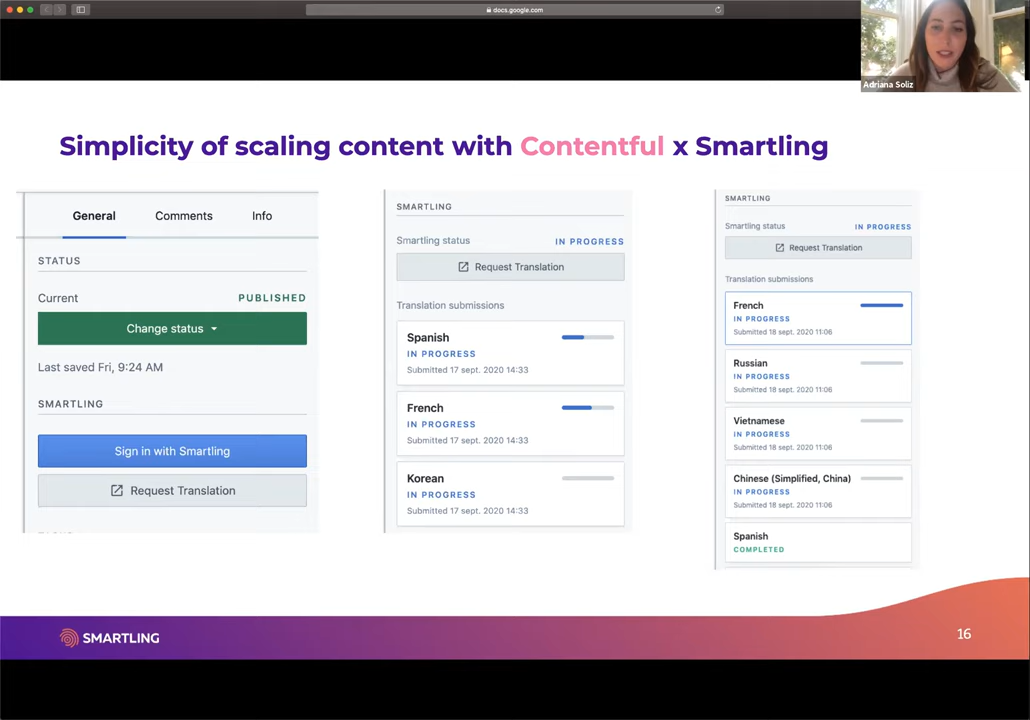 docs.google.com
Adriana Soliz
Simplicity of scaling content with Contentful x Smartling
General Comments Info
STATUS
Current PUBLISHED
Change status
Last saved Fri, 9:24 AM
SMARTLING
Sign in with Smartling
Request Translation
SMARTLING
Smartling status IN PROGRESS
Request Translation
Translation submissions
Spanish
IN PROGRESS
Submitted 17 sept. 2020 14:33
French
IN PROGRESS
Submitted 17 sept. 2020 14:33
Korean
IN PROGRESS
Submitted 17 sept. 2020 14:33
SMARTLING
Smartling status IN PROGRESS
Request Translation
Translation submissions
French
IN PROGRESS
Submitted 18 sept. 2020 11:06
Russian
IN PROGRESS
Submitted 18 sept. 2020 11:06
Vietnamese
IN PROGRESS
Submitted 18 sept. 2020 11:06
Chinese (Simplified, China)
IN PROGRESS
Submitted 18 sept. 2020 11:06
Spanish
COMPLETED
SMARTLING
16